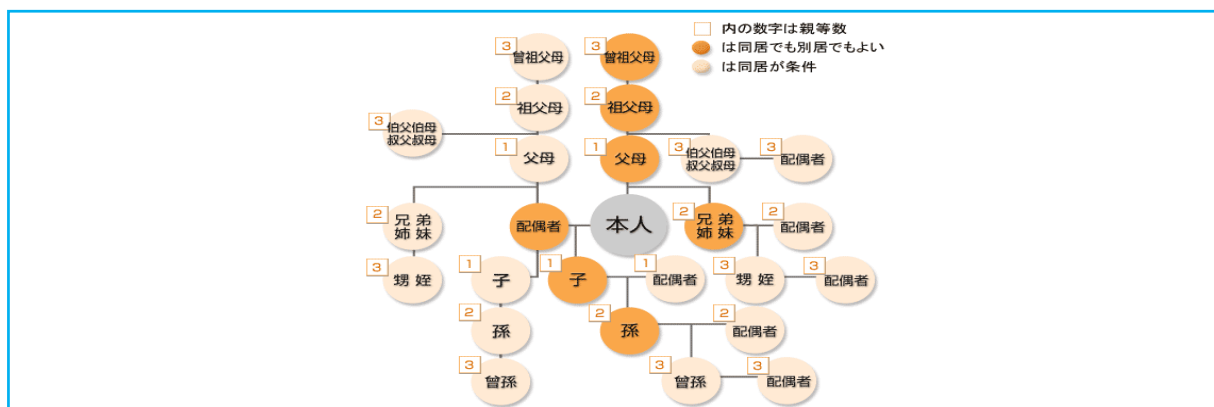 内の数字は親等数
は同居でも別居でもよい
は同居が条件
3 曾祖父母
3 曾祖父母
2 祖父母
2 祖父母
3 伯父伯母
叔父叔母
1 父母
1 父母
3 伯父伯母
叔父叔母
3 配偶者
2 兄弟
姉妹
配偶者
本人
2 兄弟
姉妹
2 配偶者
3 甥姪
1 子
1 子
1 配偶者
3 甥姪
3 配偶者
2 孫
2 孫
2 配偶者
3 曾孫
3 曾孫
3 配偶者